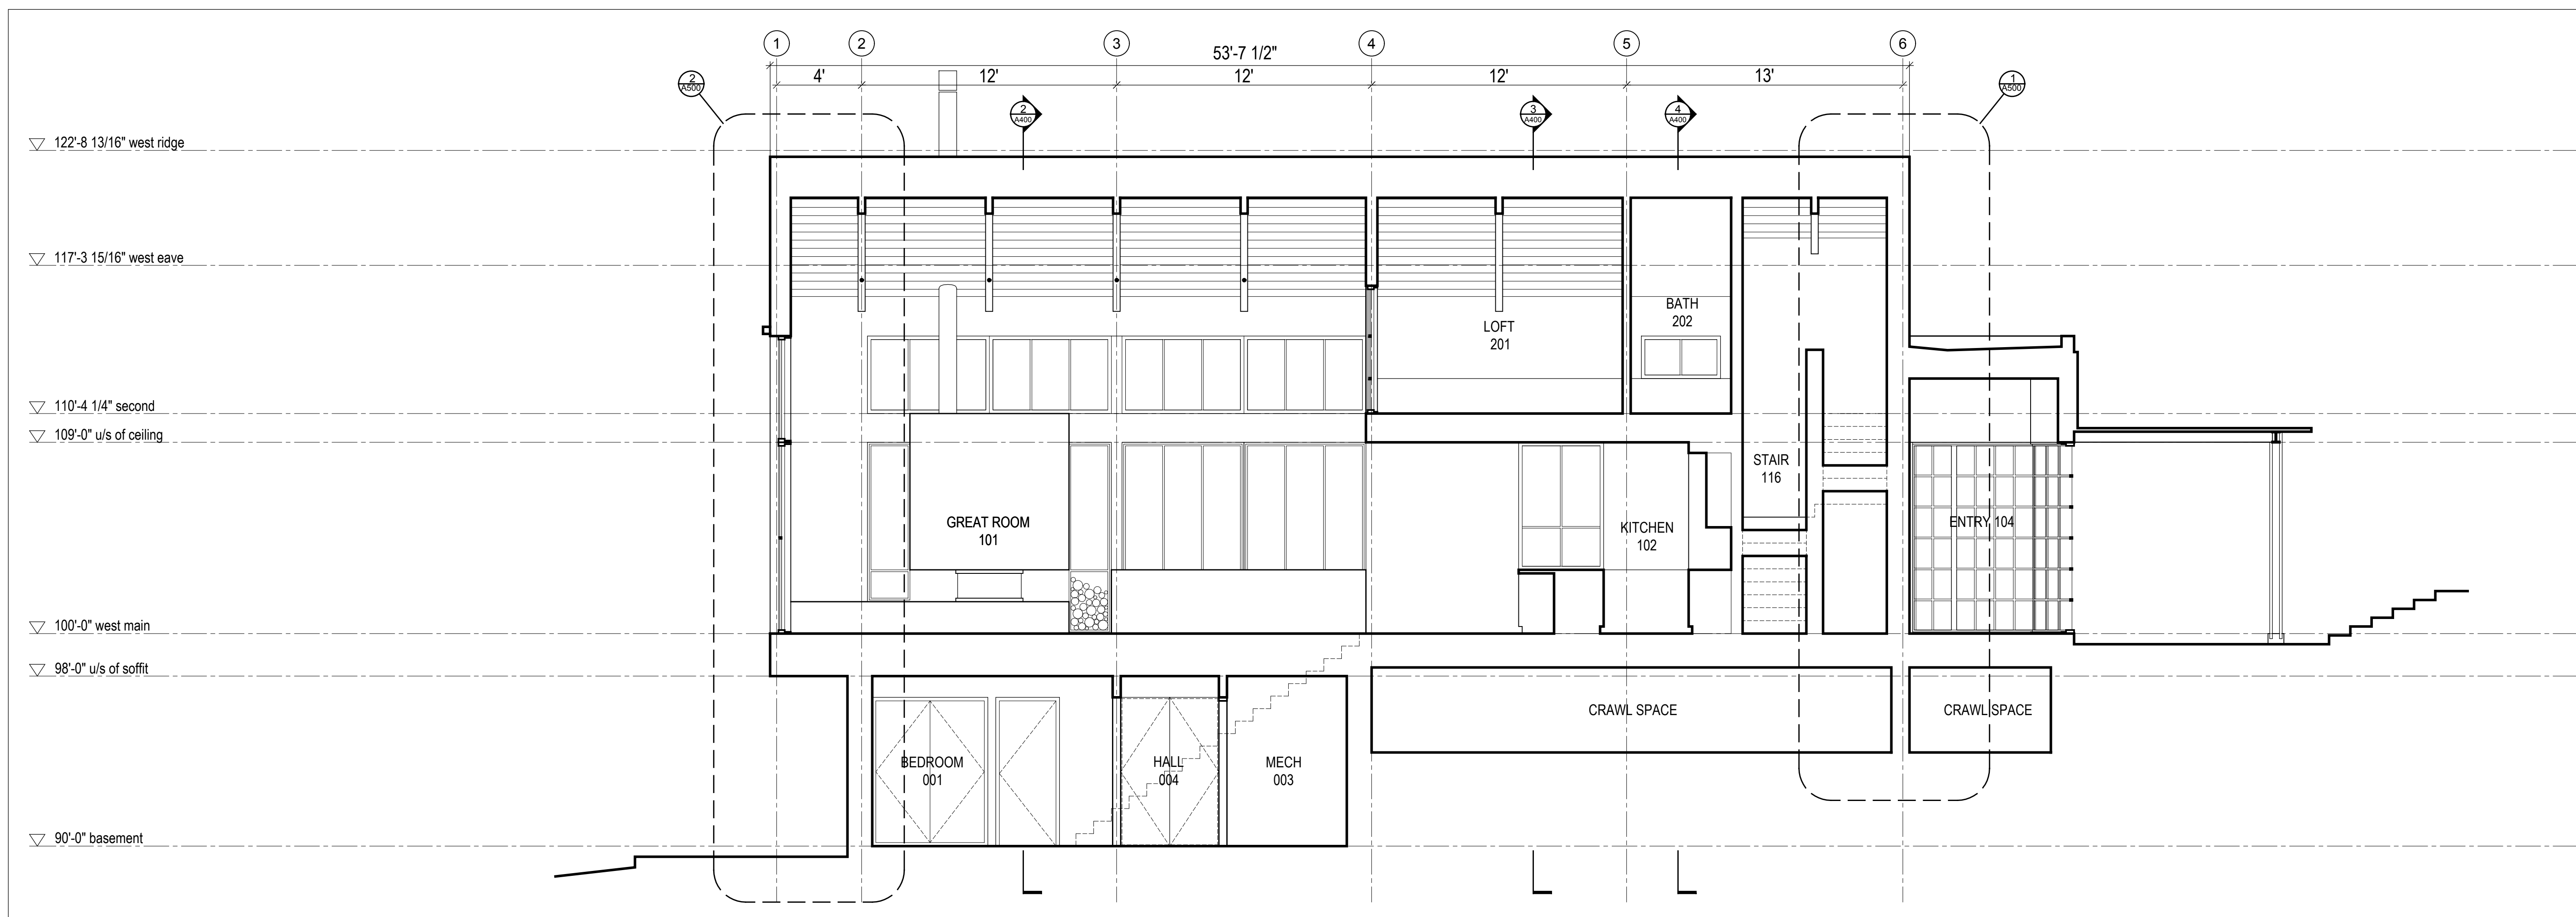 1
2
3
4
5
6
53'-7 1/2"
4'
12'
12'
12'
13'
2
A500
1
A500
2
A400
3
A400
4
A400
122'-8 13/16" west ridge
117'-3 15/16" west eave
110'-4 1/4" second
109'-0" u/s of ceiling
100'-0" west main
98'-0" u/s of soffit
90'-0" basement
LOFT
201
BATH
202
STAIR
116
GREAT ROOM
101
KITCHEN
102
ENTRY 104
CRAWL SPACE
CRAWL SPACE
BEDROOM
001
HALL
004
MECH
003